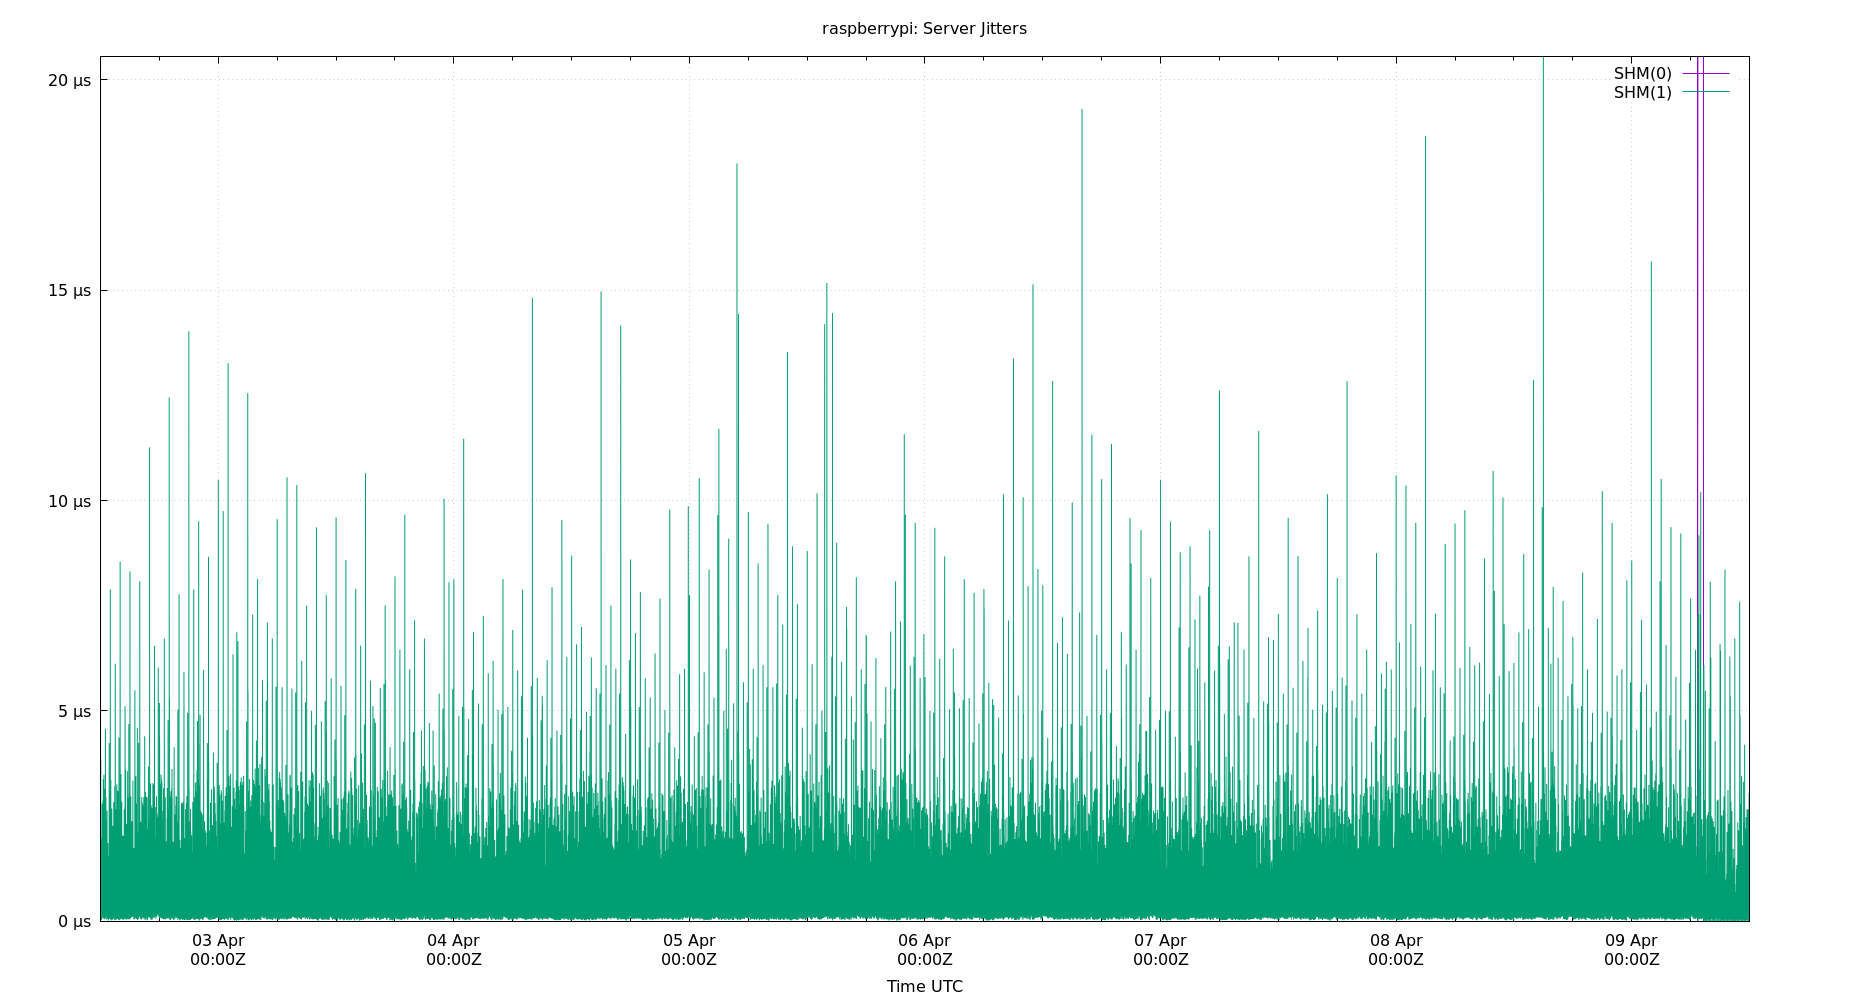 raspberrypi: Server Jitters
SHM(0)
SHM(1)
20 µs
15 µs
10 µs
5 µs
0 µs
03 Apr
00:00Z
04 Apr
00:00Z
05 Apr
00:00Z
06 Apr
00:00Z
07 Apr
00:00Z
08 Apr
00:00Z
09 Apr
00:00Z
Time UTC